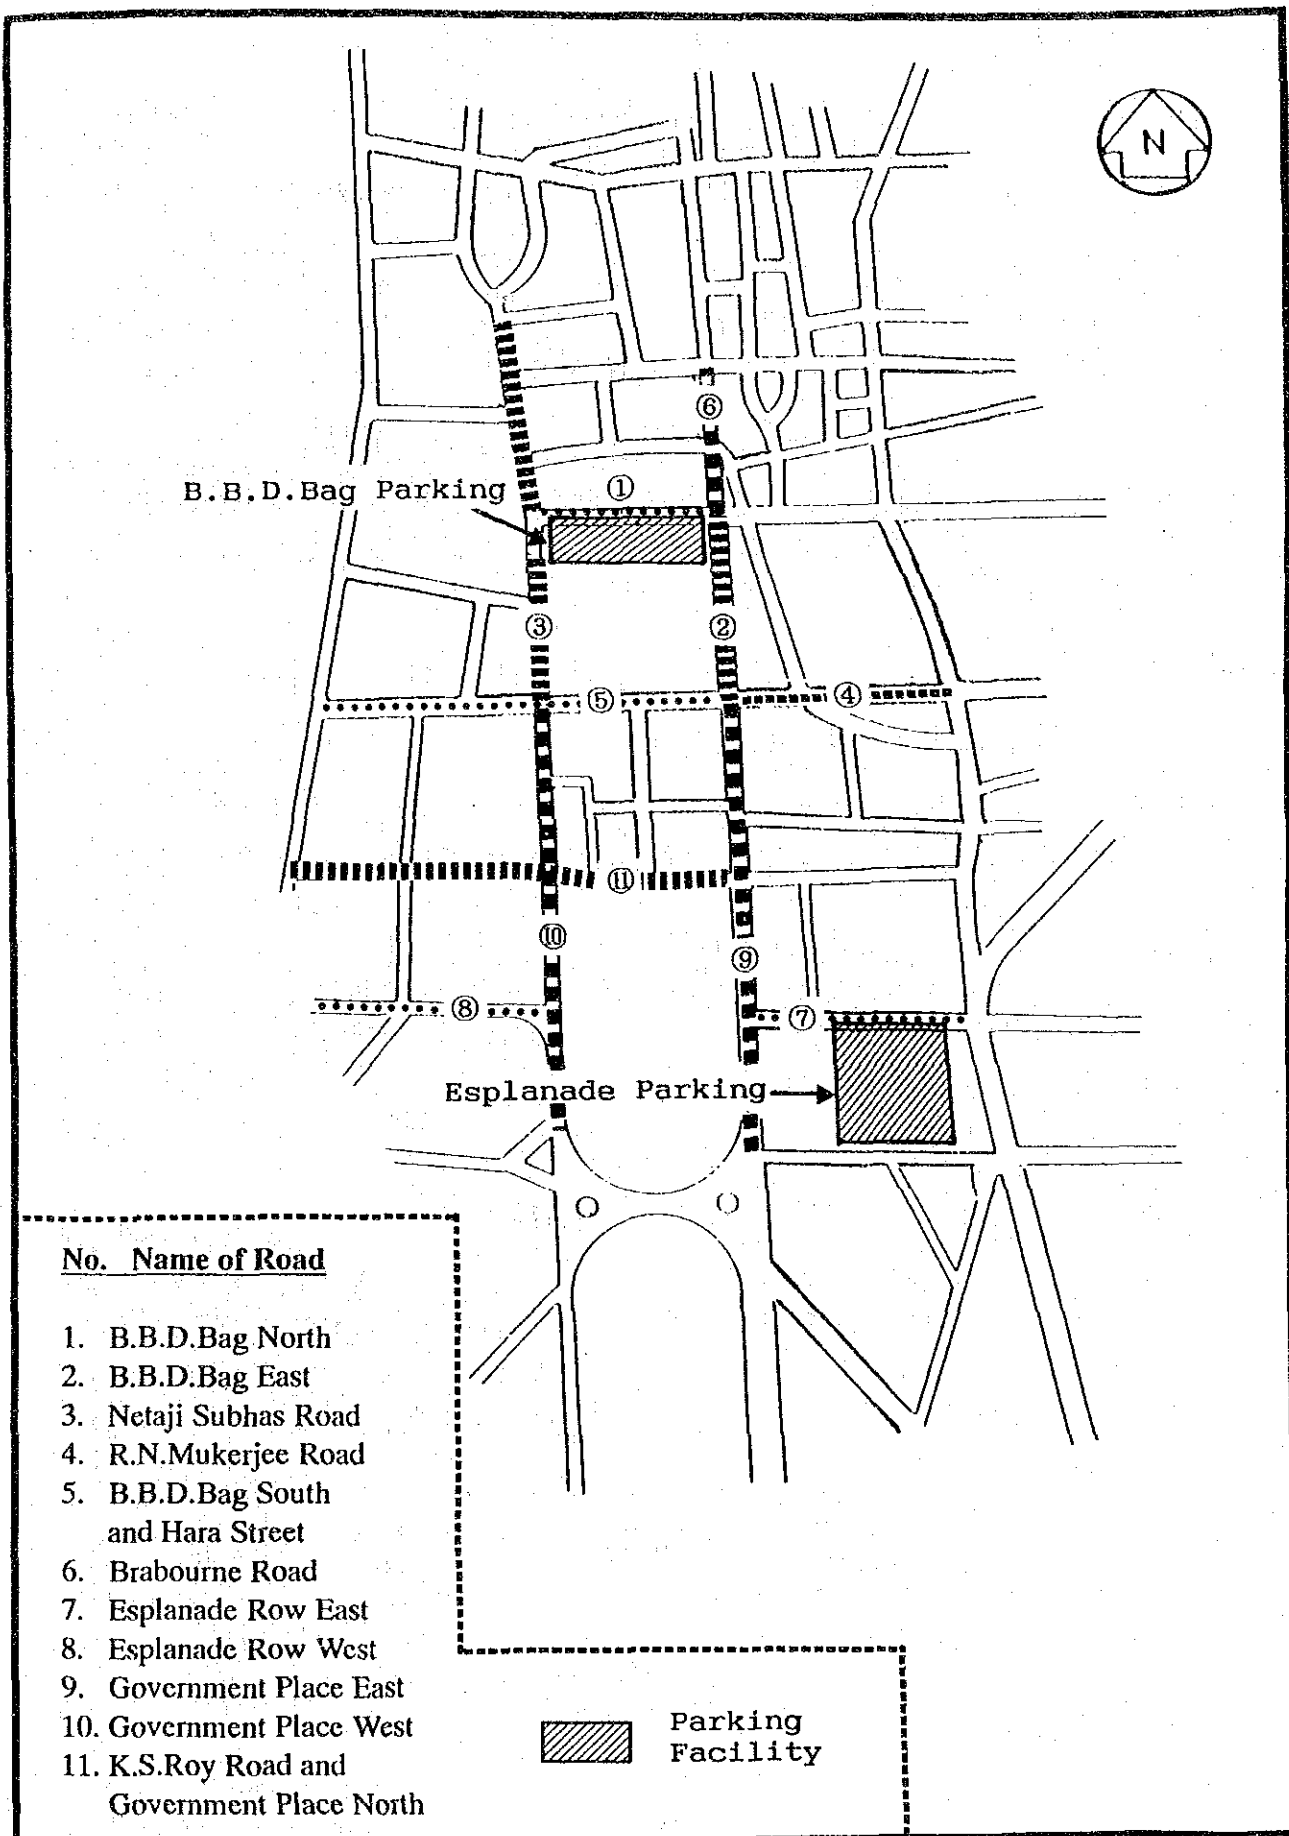 N
⑥
B.B.D.Bag Parking
①
③
②
⑤
④
⑪
⑩
⑨
⑧
⑦
Esplanade Parking
No. Name of Road
1. B.B.D.Bag North
2. B.B.D.Bag East
3. Netaji Subhas Road
4. R.N.Mukerjee Road
5. B.B.D.Bag South
and Hara Street
6. Brabourne Road
7. Esplanade Row East
8. Esplanade Row West
9. Government Place East
10. Government Place West
11. K.S.Roy Road and
Government Place North
Parking
Facility